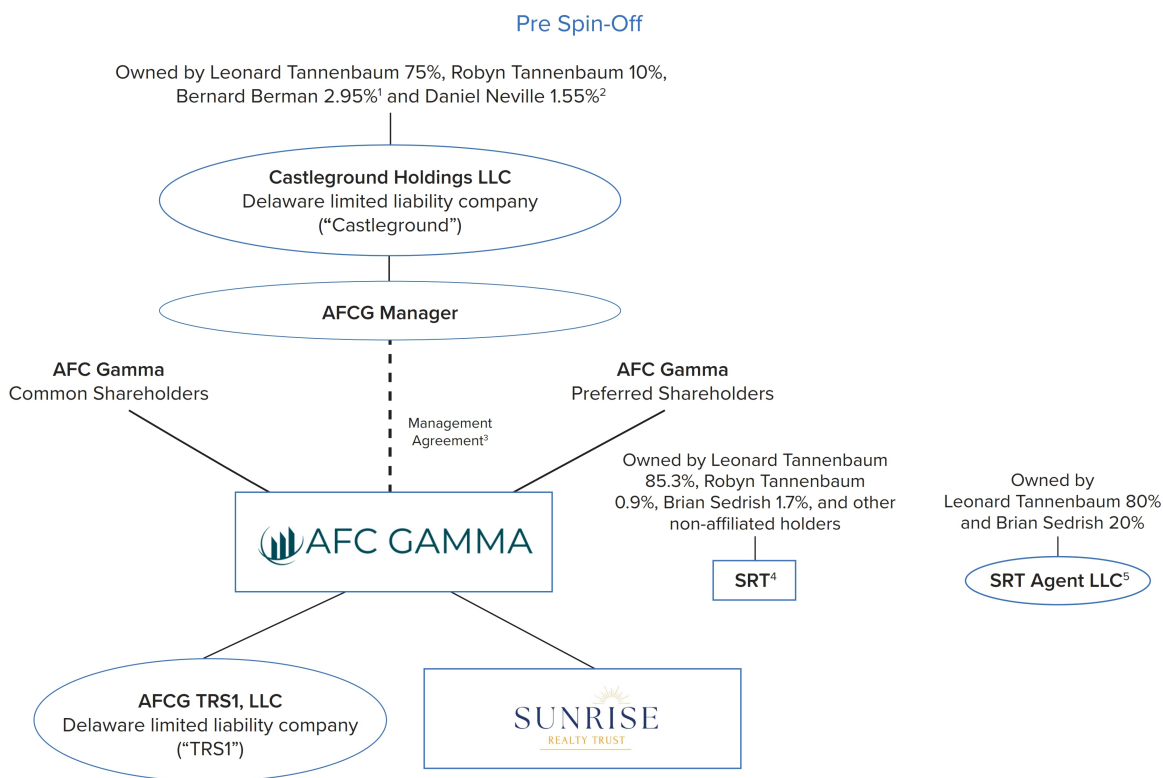 Pre Spin-Off
Owned by Leonard Tannenbaum 75%, Robyn Tannenbaum 10%,
Bernard Berman 2.95%¹ and Daniel Neville 1.55%²
Castleground Holdings LLC
Delaware limited liability company
(“Castleground”)
AFCG Manager
AFC Gamma
Common Shareholders
AFC Gamma
Preferred Shareholders
Management
Agreement³
Owned by Leonard Tannenbaum
85.3%, Robyn Tannenbaum
0.9%, Brian Sedrish 1.7%, and other
non-affiliated holders
Owned by
Leonard Tannenbaum 80%
and Brian Sedrish 20%
AFC GAMMA
SRT⁴
SRT Agent LLC⁵
AFCG TRS1, LLC
Delaware limited liability company
(“TRS1”)
SUNRISE
REALTY TRUST